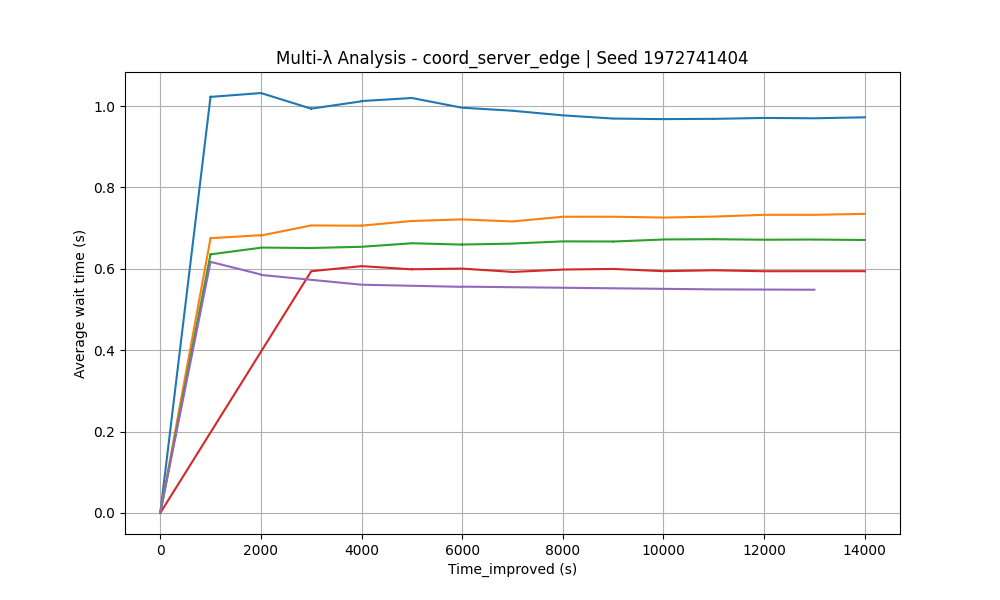 Multi-λ Analysis - coord_server_edge | Seed 1972741404
Average wait time (s)
1.0
0.8
0.6
0.4
0.2
0.0
0 2000 4000 6000 8000 10000 12000 14000
Time_improved (s)